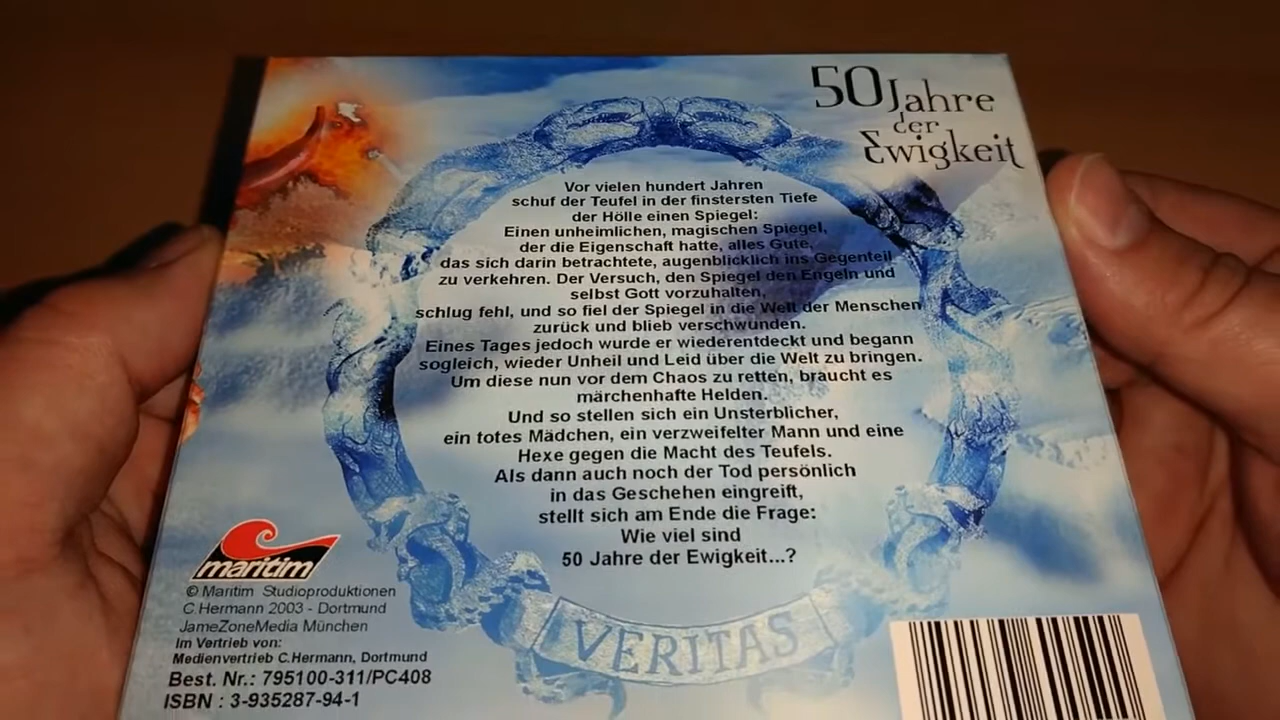 50 Jahre
der
Ewigkeit
Vor vielen hundert Jahren
schuf der Teufel in der finstersten Tiefe
der Hölle einen Spiegel:
Einen unheimlichen, magischen Spiegel,
der die Eigenschaft hatte, alles Gute,
das sich darin betrachtete, augenblicklich ins Gegenteil
zu verkehren. Der Versuch, den Spiegel den Engeln und
selbst Gott vorzuhalten,
schlug fehl, und so fiel der Spiegel in die Welt der Menschen
zurück und blieb verschwunden.
Eines Tages jedoch wurde er wiederentdeckt und begann
sogleich, wieder Unheil und Leid über die Welt zu bringen.
Um diese nun vor dem Chaos zu retten, braucht es
märchenhafte Helden.
Und so stellen sich ein Unsterblicher,
ein totes Mädchen, ein verzweifelter Mann und eine
Hexe gegen die Macht des Teufels.
Als dann auch noch der Tod persönlich
in das Geschehen eingreift,
stellt sich am Ende die Frage:
Wie viel sind
50 Jahre der Ewigkeit...?
VERITAS
maritim
© Maritim Studioproduktionen
C.Hermann 2003 - Dortmund
JameZoneMedia München
Im Vertrieb von:
Medienvertrieb C.Hermann, Dortmund
Best. Nr.: 795100-311/PC408
ISBN : 3-935287-94-1